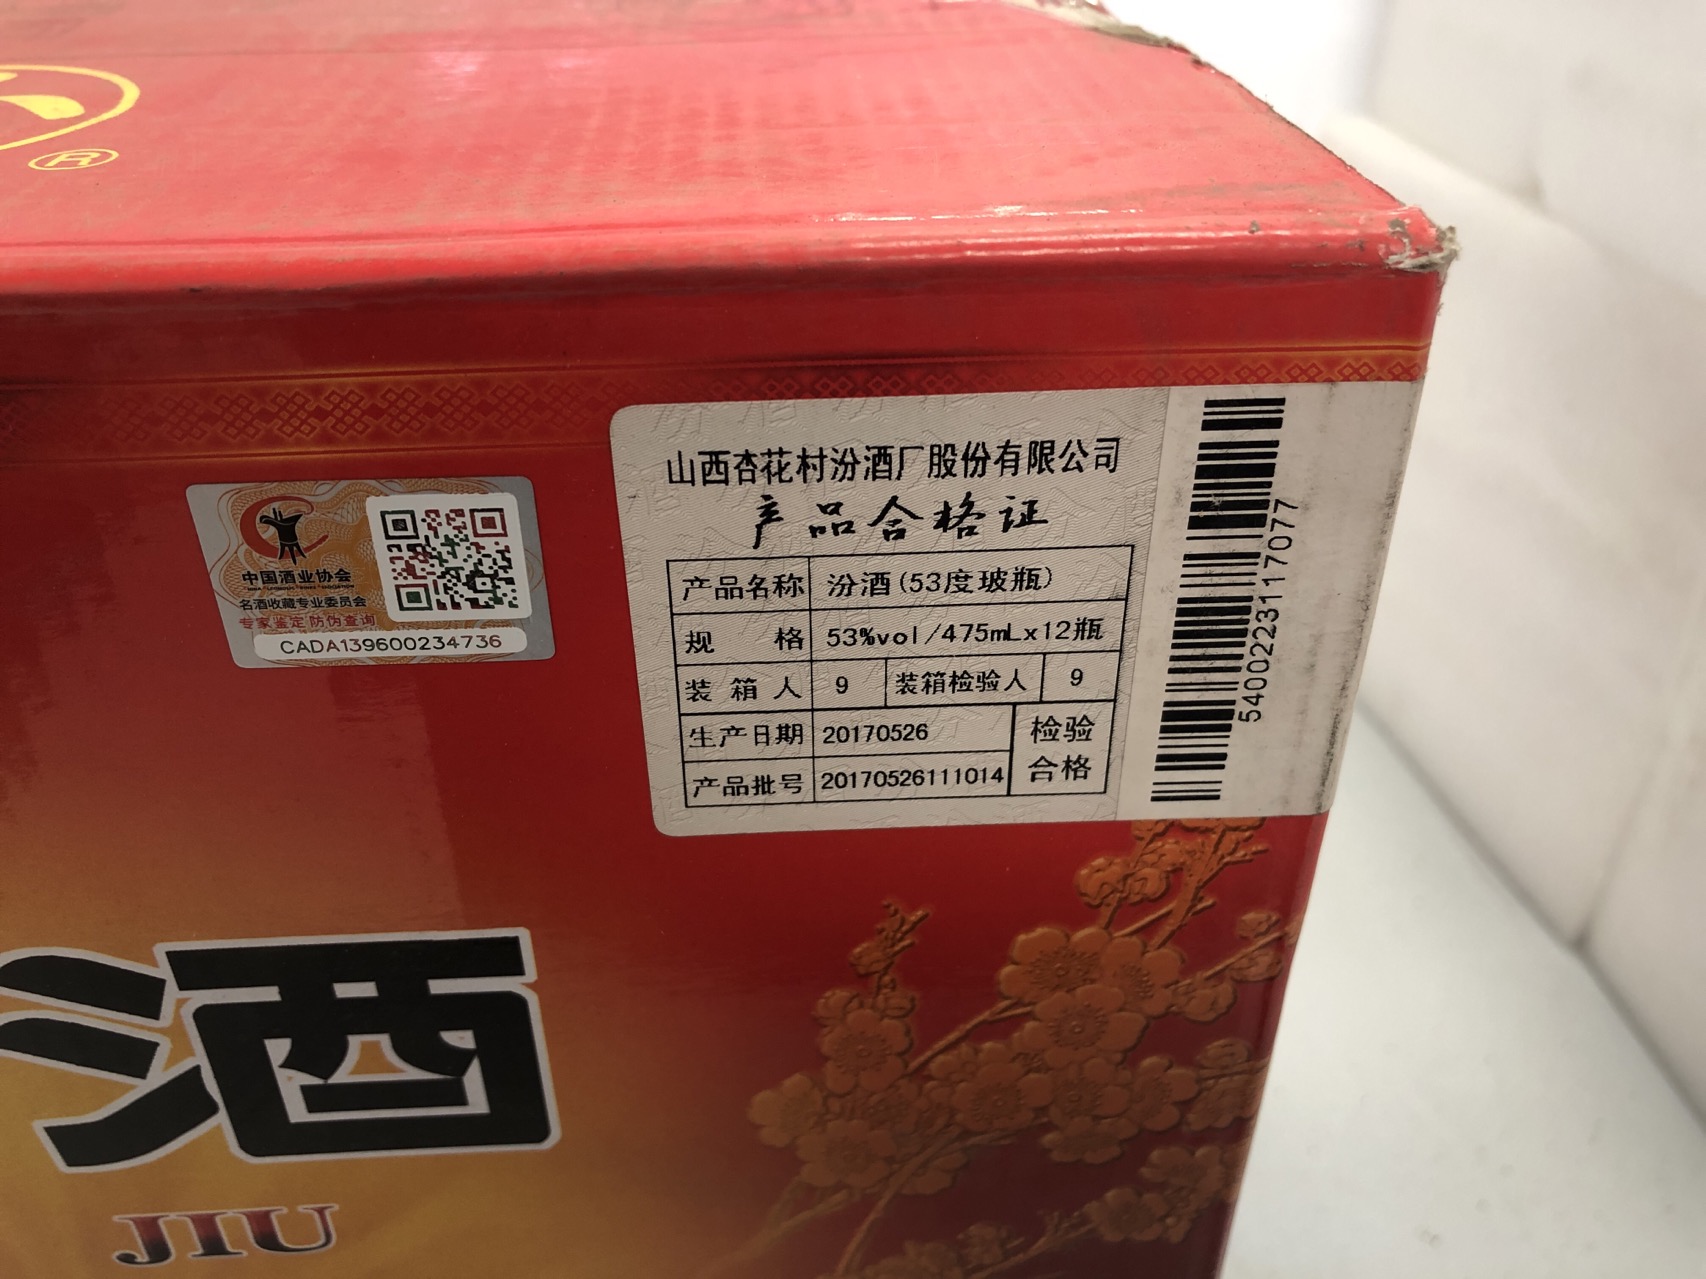 ®
中国酒业协会
名酒收藏专业委员会
专家鉴定 防伪查询
CADA139600234736
山西杏花村汾酒厂股份有限公司
产品合格证
产品名称 汾酒(53度玻瓶)
规 格 53%vol/475mLx12瓶
装 箱 人 9 装箱检验人 9
生产日期 20170526 检验
产品批号 20170526111014 合格
5400223117077
酒
JIU